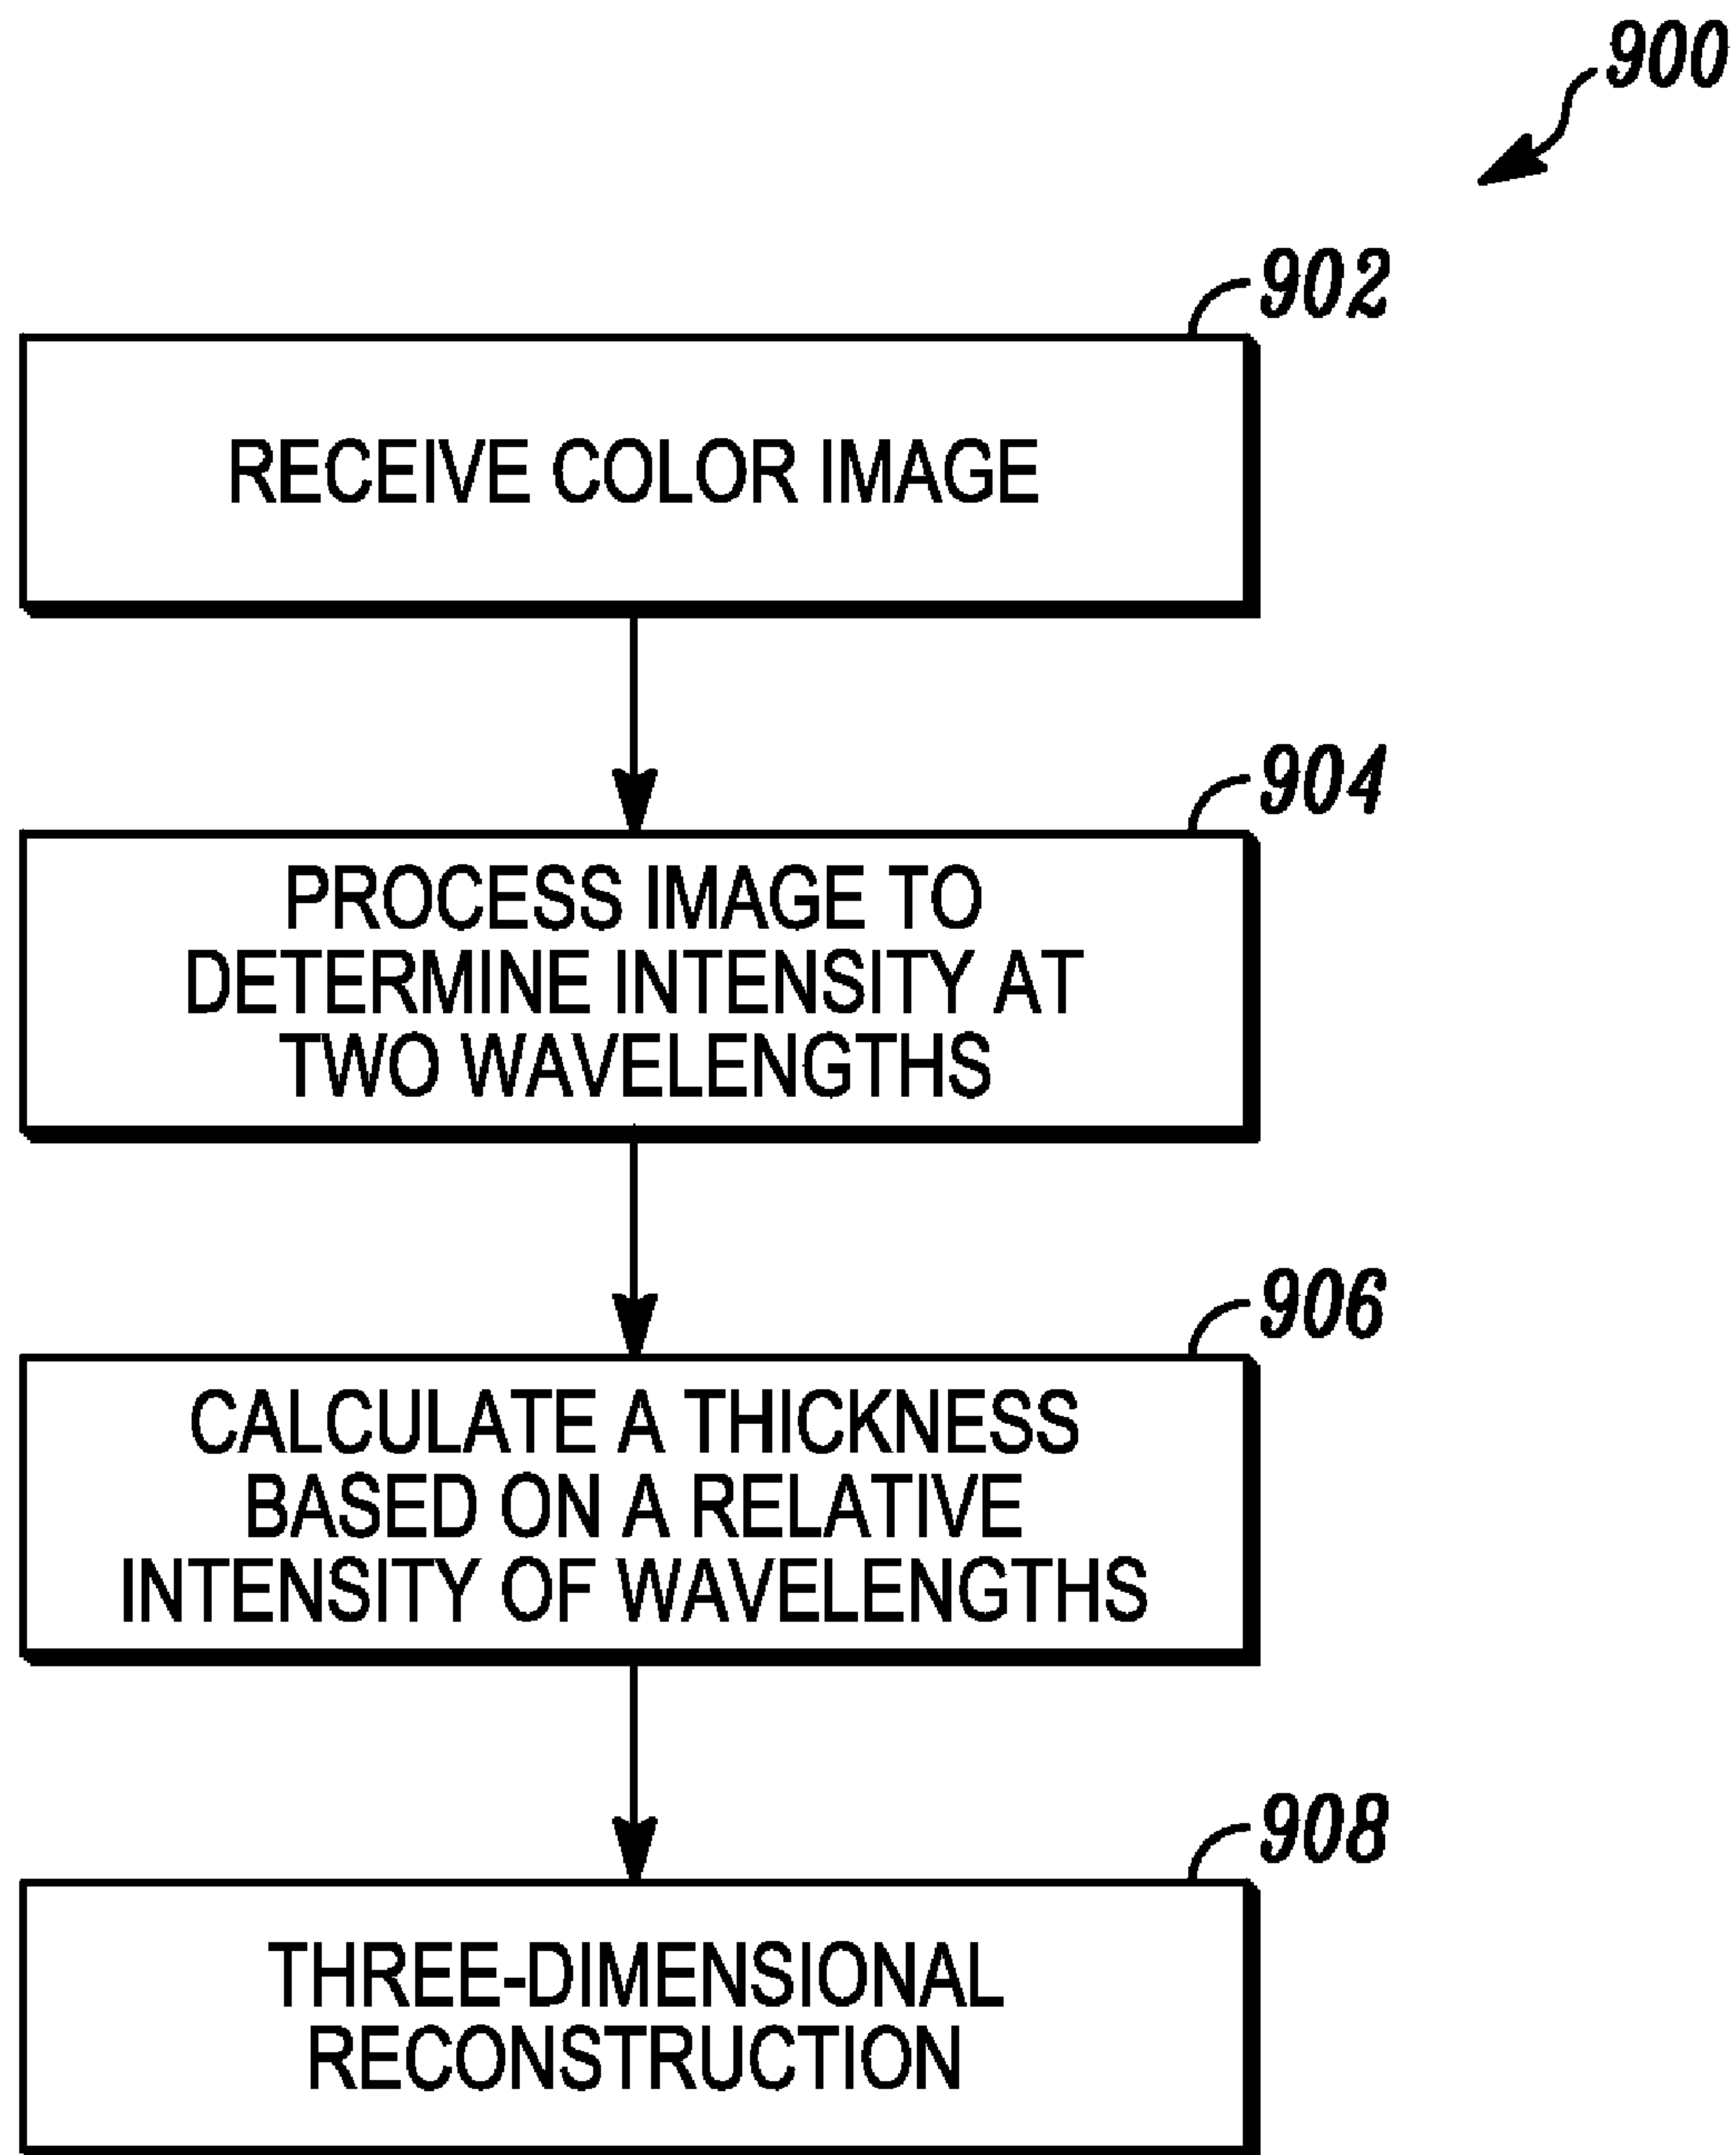 900
902
RECEIVE COLOR IMAGE
904
PROCESS IMAGE TO
DETERMINE INTENSITY AT
TWO WAVELENGTHS
906
CALCULATE A THICKNESS
BASED ON A RELATIVE
INTENSITY OF WAVELENGTHS
908
THREE-DIMENSIONAL
RECONSTRUCTION